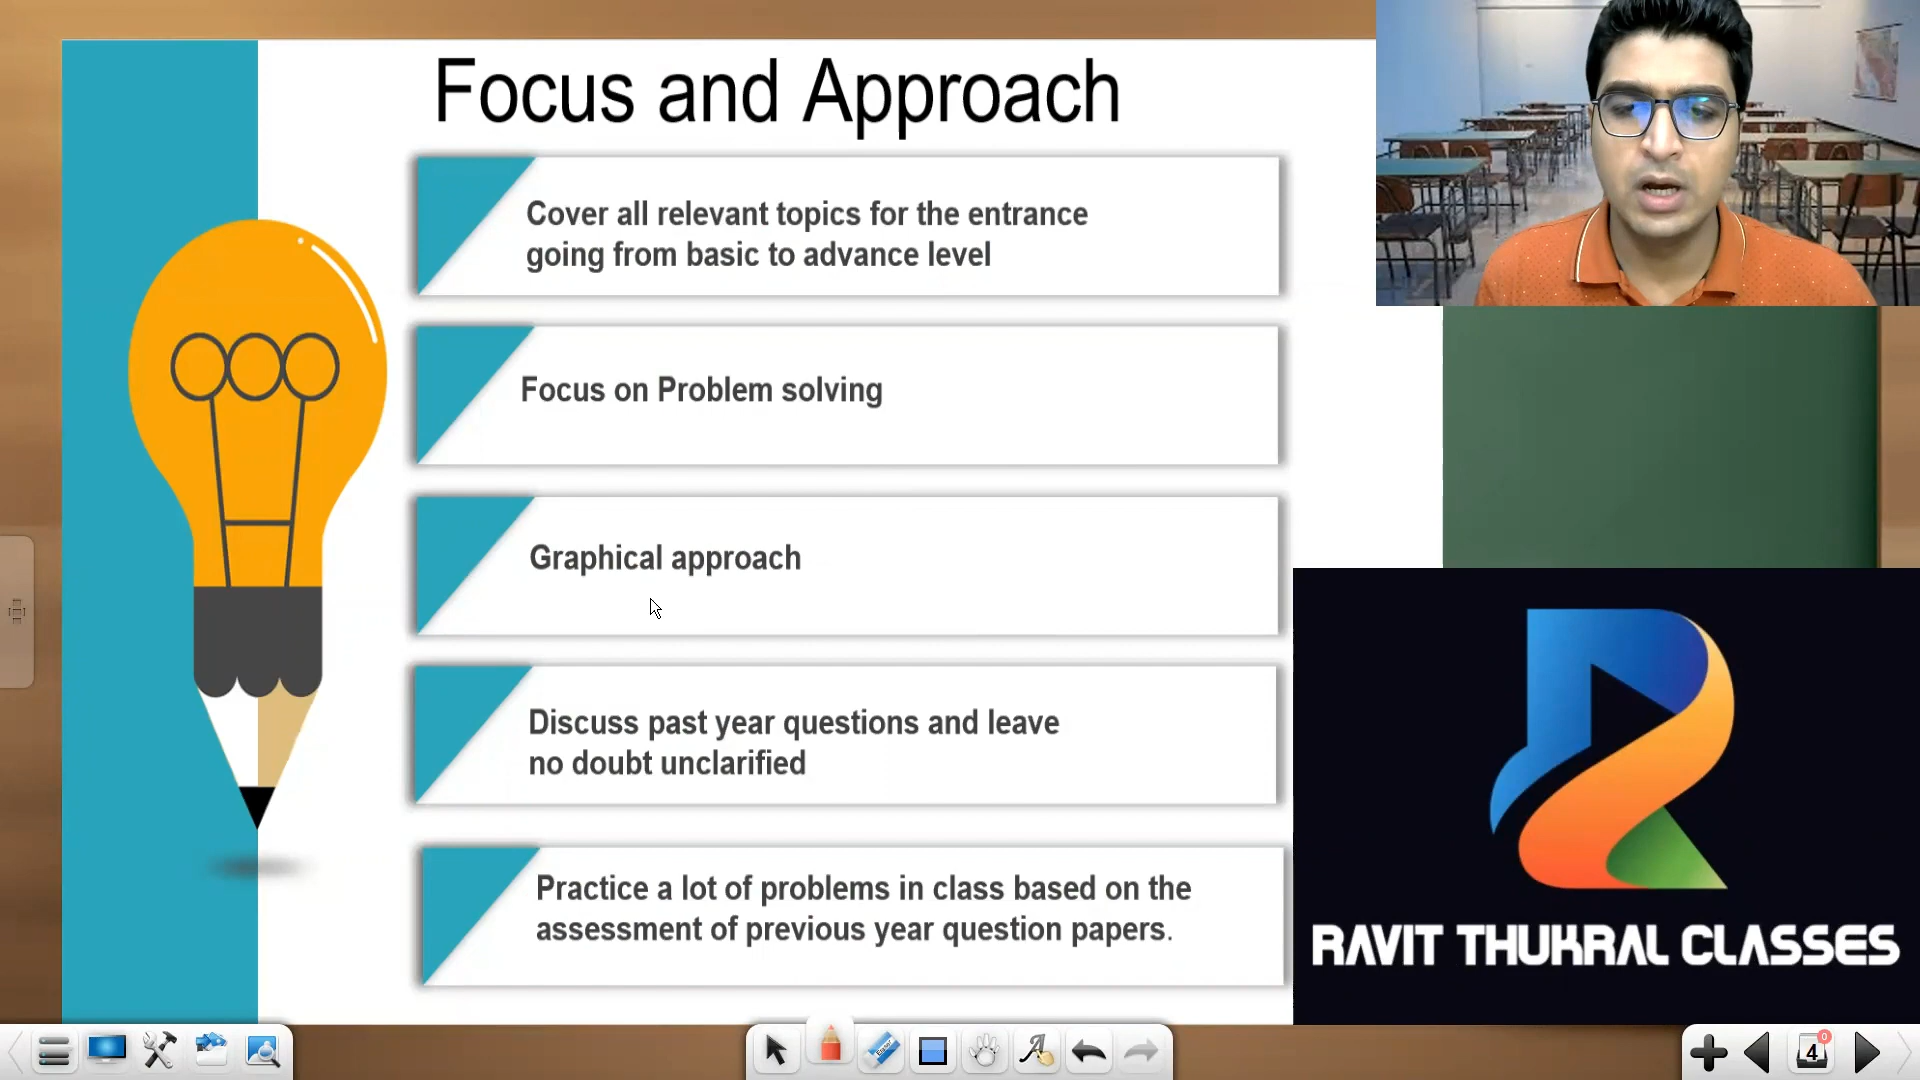 Focus and Approach
Cover all relevant topics for the entrance
going from basic to advance level
Focus on Problem solving
Graphical approach
Discuss past year questions and leave
no doubt unclarified
Practice a lot of problems in class based on the
assessment of previous year question papers.
RAVIT THUKRAL CLASSES
4
0